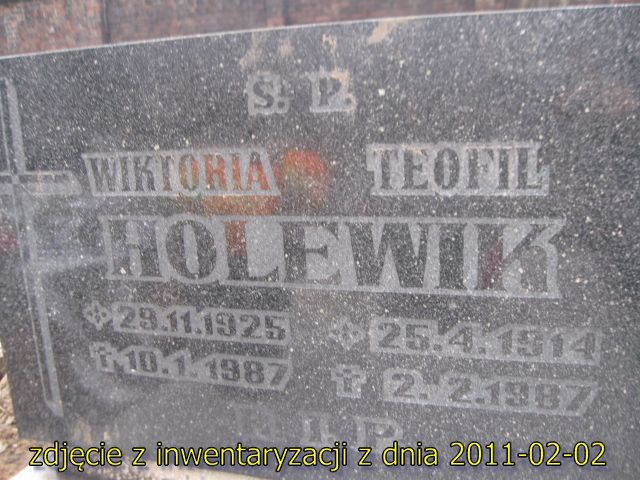 Ś. P.
WIKTORIA TEOFIL
HOLEWIK
29.11.1925 25.4.1914
10.1.1987 2.2.1987
R.I.P.
zdjęcie z inwentaryzacji z dnia 2011-02-02